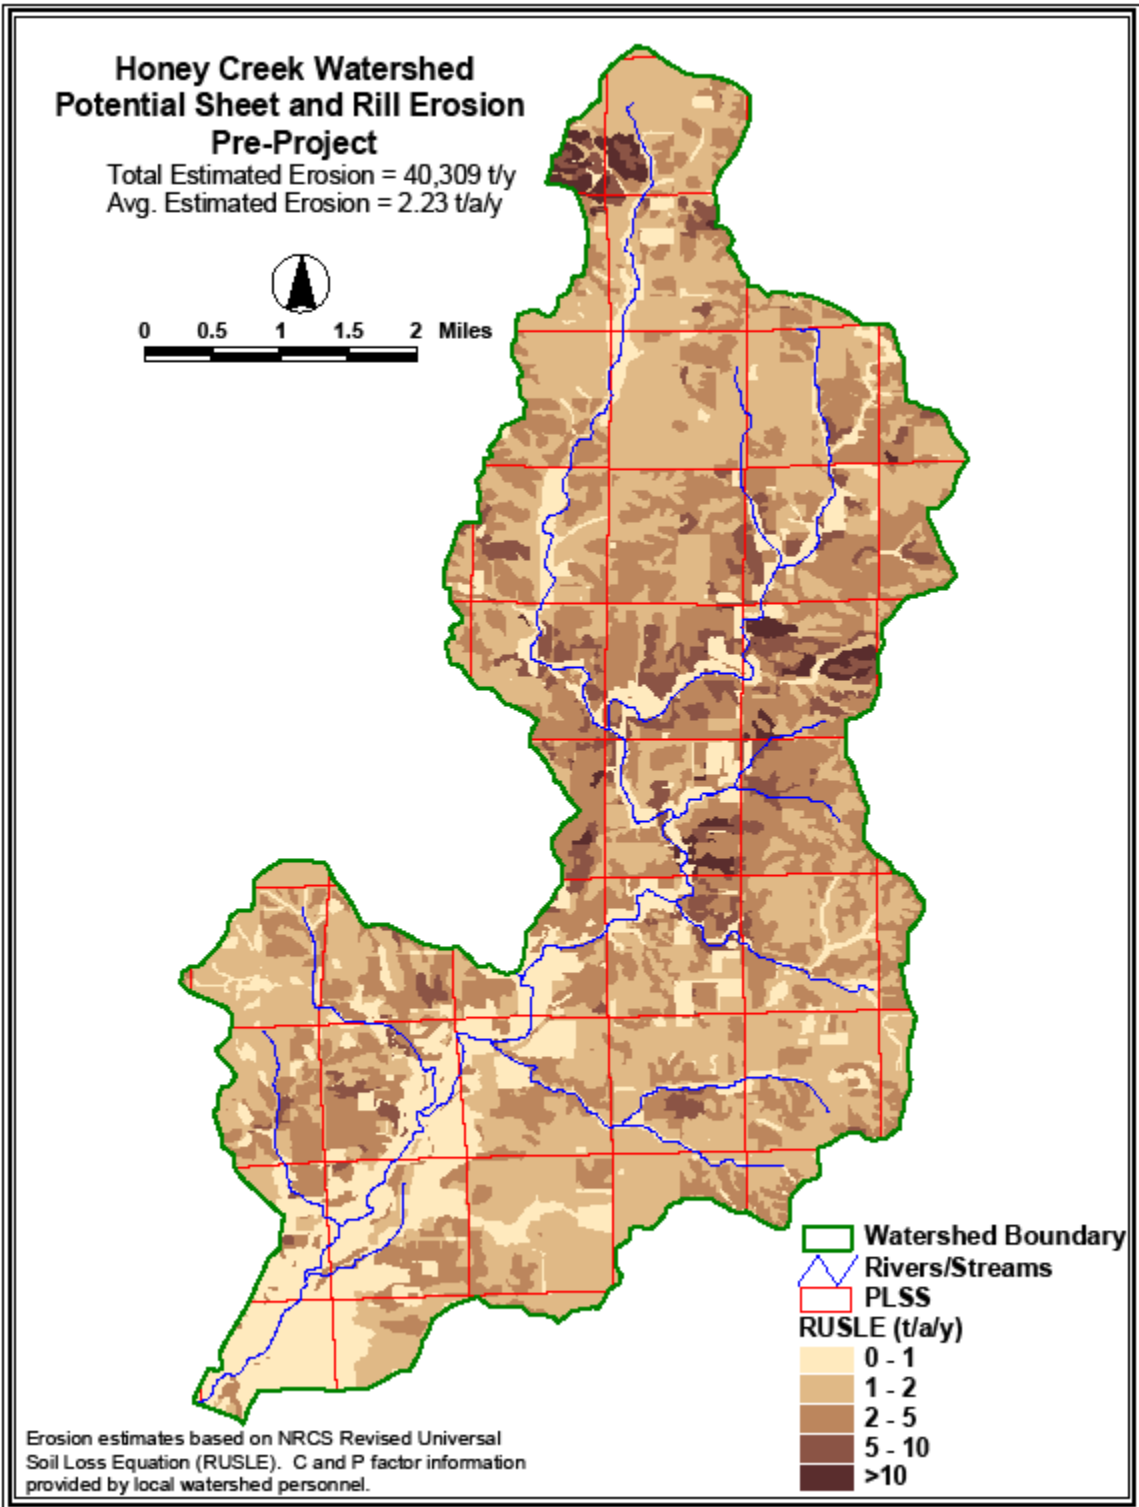 Honey Creek Watershed
Potential Sheet and Rill Erosion
Pre-Project
Total Estimated Erosion = 40,309 t/y
Avg. Estimated Erosion = 2.23 t/a/y
0 0.5 1 1.5 2 Miles
Watershed Boundary
Rivers/Streams
PLSS
RUSLE (t/a/y)
0 - 1
1 - 2
2 - 5
5 - 10
>10
Erosion estimates based on NRCS Revised Universal
Soil Loss Equation (RUSLE). C and P factor information
provided by local watershed personnel.